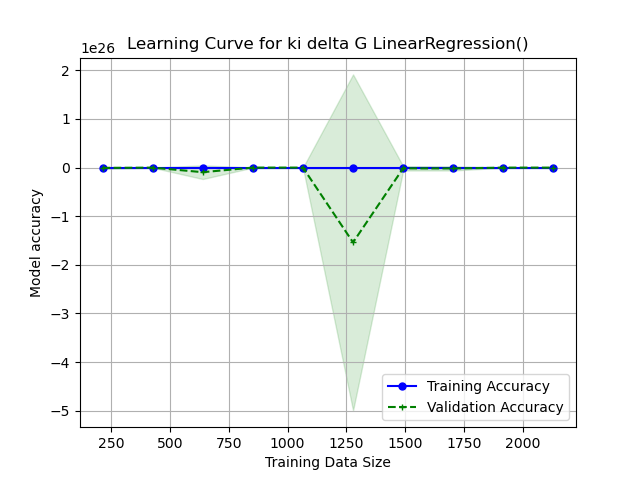 Learning Curve for ki delta G LinearRegression()
1e26
2
1
0
−1
−2
−3
−4
−5
Model accuracy
250 500 750 1000 1250 1500 1750 2000
Training Data Size
Training Accuracy
Validation Accuracy